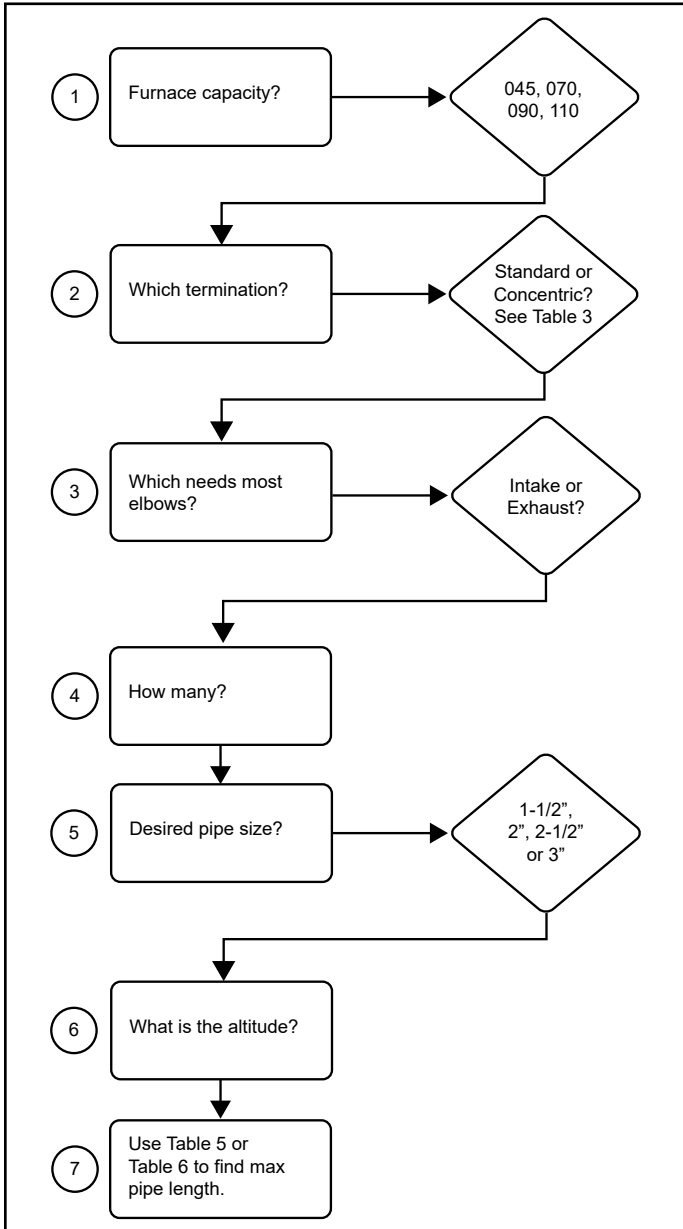 1
Furnace capacity?
045, 070,
090, 110
2
Which termination?
Standard or
Concentric?
See Table 3
3
Which needs most
elbows?
Intake or
Exhaust?
4
How many?
5
Desired pipe size?
1-1/2”,
2”, 2-1/2”
or 3”
6
What is the altitude?
7
Use Table 5 or
Table 6 to find max
pipe length.